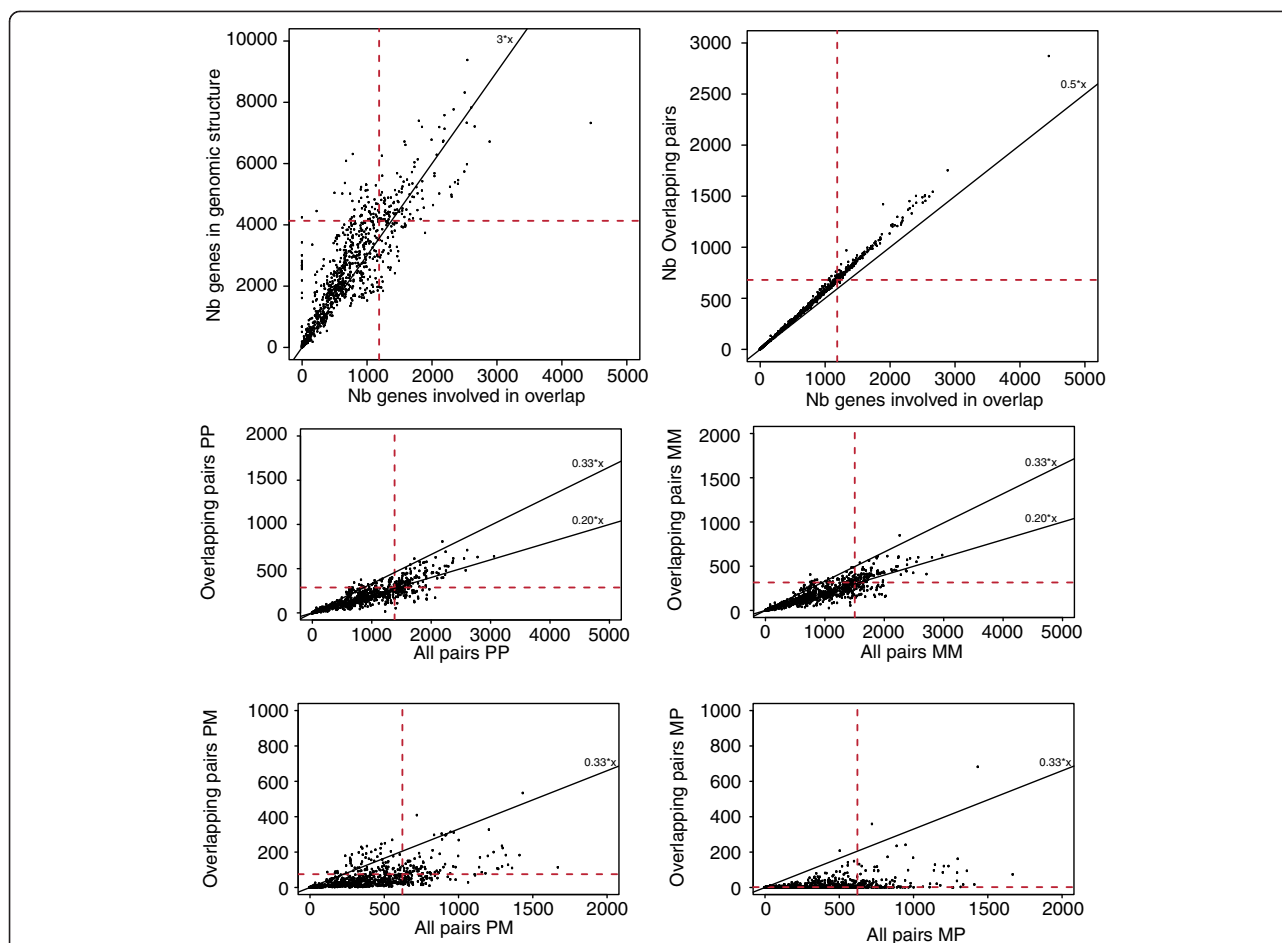 Nb genes in genomic structure
10000
8000
6000
4000
2000
0
3*x
0 1000 2000 3000 4000 5000
Nb genes involved in overlap
Nb Overlapping pairs
3000
2500
2000
1500
1000
500
0
0.5*x
0 1000 2000 3000 4000 5000
Nb genes involved in overlap
Overlapping pairs PP
2000
1500
1000
500
0
0.33*x
0.20*x
0 1000 2000 3000 4000 5000
All pairs PP
Overlapping pairs MM
2000
1500
1000
500
0
0.33*x
0.20*x
0 1000 2000 3000 4000 5000
All pairs MM
Overlapping pairs PM
1000
800
600
400
200
0
0.33*x
0 500 1000 1500 2000
All pairs PM
Overlapping pairs MP
1000
800
600
400
200
0
0.33*x
0 500 1000 1500 2000
All pairs MP